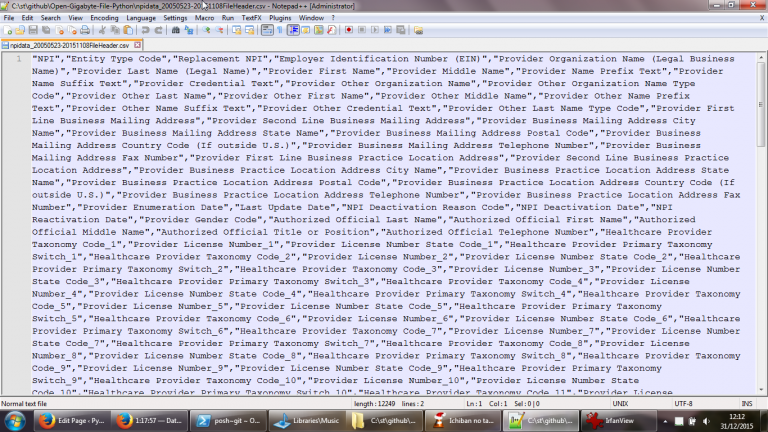 C:\st\github\Open-Gigabyte-File-Python\npidata_20050523-20151108FileHeader.csv - Notepad++ [Administrator]
File Edit Search View Encoding Language Settings Macro Run TextFX Plugins Window ? X
npidata_20050523-20151108FileHeader.csv
1 "NPI","Entity Type Code","Replacement NPI","Employer Identification Number (EIN)","Provider Organization Name (Legal Business
Name)","Provider Last Name (Legal Name)","Provider First Name","Provider Middle Name","Provider Name Prefix Text","Provider
Name Suffix Text","Provider Credential Text","Provider Other Organization Name","Provider Other Organization Name Type
Code","Provider Other Last Name","Provider Other First Name","Provider Other Middle Name","Provider Other Name Prefix
Text","Provider Other Name Suffix Text","Provider Other Credential Text","Provider Other Last Name Type Code","Provider First
Line Business Mailing Address","Provider Second Line Business Mailing Address","Provider Business Mailing Address City
Name","Provider Business Mailing Address State Name","Provider Business Mailing Address Postal Code","Provider Business
Mailing Address Country Code (If outside U.S.)","Provider Business Mailing Address Telephone Number","Provider Business
Mailing Address Fax Number","Provider First Line Business Practice Location Address","Provider Second Line Business Practice
Location Address","Provider Business Practice Location Address City Name","Provider Business Practice Location Address State
Name","Provider Business Practice Location Address Postal Code","Provider Business Practice Location Address Country Code (If
outside U.S.)","Provider Business Practice Location Address Telephone Number","Provider Business Practice Location Address Fax
Number","Provider Enumeration Date","Last Update Date","NPI Deactivation Reason Code","NPI Deactivation Date","NPI
Reactivation Date","Provider Gender Code","Authorized Official Last Name","Authorized Official First Name","Authorized
Official Middle Name","Authorized Official Title or Position","Authorized Official Telephone Number","Healthcare Provider
Taxonomy Code_1","Provider License Number_1","Provider License Number State Code_1","Healthcare Provider Primary Taxonomy
Switch_1","Healthcare Provider Taxonomy Code_2","Provider License Number_2","Provider License Number State Code_2","Healthcare
Provider Primary Taxonomy Switch_2","Healthcare Provider Taxonomy Code_3","Provider License Number_3","Provider License Number
State Code_3","Healthcare Provider Primary Taxonomy Switch_3","Healthcare Provider Taxonomy Code_4","Provider License
Number_4","Provider License Number State Code_4","Healthcare Provider Primary Taxonomy Switch_4","Healthcare Provider Taxonomy
Code_5","Provider License Number_5","Provider License Number State Code_5","Healthcare Provider Primary Taxonomy
Switch_5","Healthcare Provider Taxonomy Code_6","Provider License Number_6","Provider License Number State Code_6","Healthcare
Provider Primary Taxonomy Switch_6","Healthcare Provider Taxonomy Code_7","Provider License Number_7","Provider License Number
State Code_7","Healthcare Provider Primary Taxonomy Switch_7","Healthcare Provider Taxonomy Code_8","Provider License
Number_8","Provider License Number State Code_8","Healthcare Provider Primary Taxonomy Switch_8","Healthcare Provider Taxonomy
Code_9","Provider License Number_9","Provider License Number State Code_9","Healthcare Provider Primary Taxonomy
Switch_9","Healthcare Provider Taxonomy Code_10","Provider License Number_10","Provider License Number State
Code_10","Healthcare Provider Primary Taxonomy Switch_10","Healthcare Provider Taxonomy Code_11","Provider License
Normal text file length : 12249 lines : 2 Ln : 1 Col : 1 Sel : 0 | 0 UNIX UTF-8 INS
Edit Page - Py... 1:17:57 — Dat... posh~git ~ O... Libraries\Music C:\st\github\... Ichiban no ta... C:\st\github\... IrfanView 12:12
31/12/2015